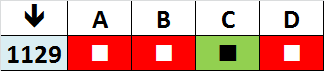 🡻 A B C D
1129 ■ ■ ■ ■